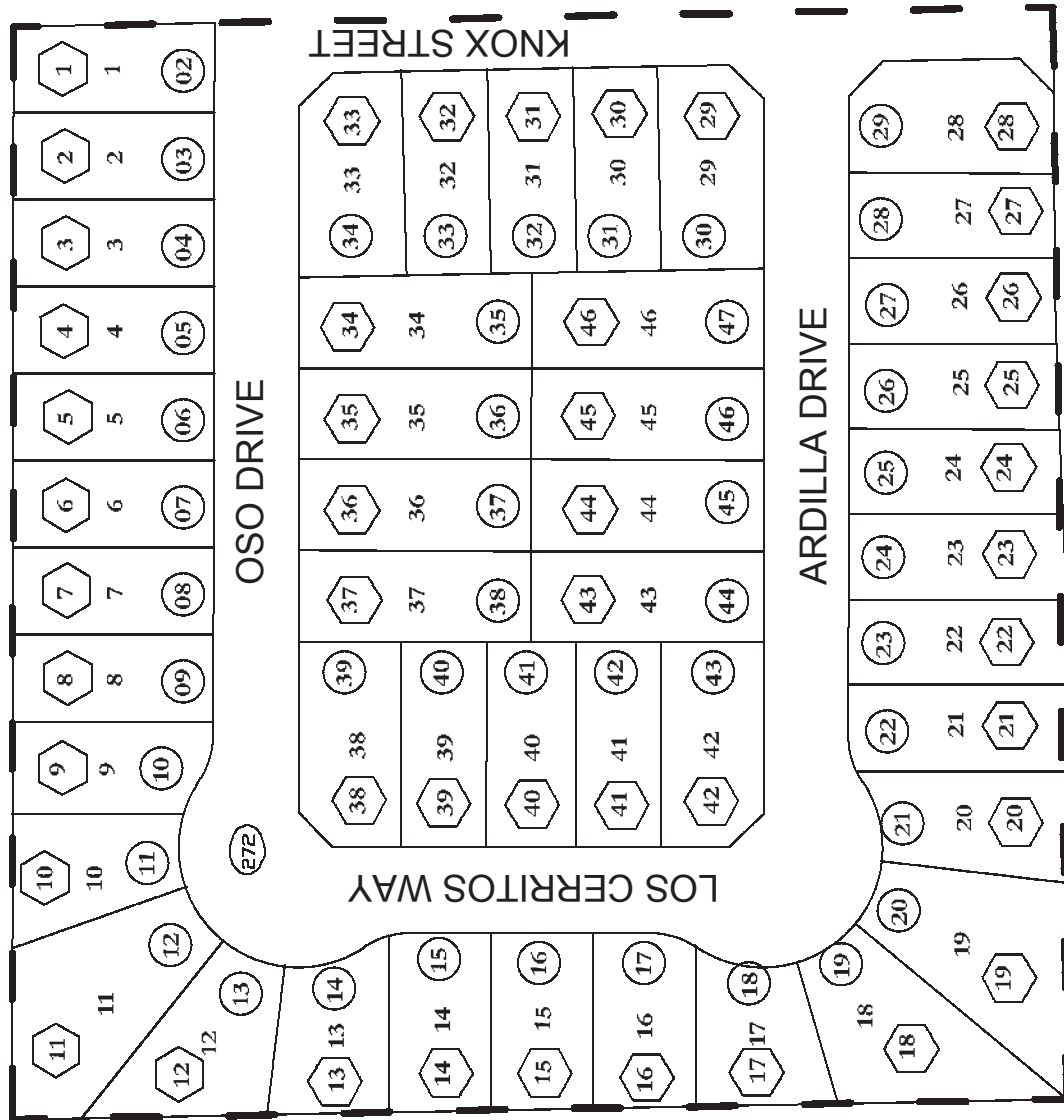 KNOX STREET
OSO DRIVE
ARDILLA DRIVE
LOS CERRITOS WAY
272
1 1 02
2 2 03
3 3 04
4 4 05
5 5 06
6 6 07
7 7 08
8 8 09
9 9 10
10 10 11
11 11 12
12 12 13
13 13 14
14 14 15
15 15 16
16 16 17
17 17 18
18 18 19
19 19 20
20 20 21
21 21 22
22 22 23
23 23 24
24 24 25
25 25 26
26 26 27
27 27 28
28 28 29
29 29 30
30 30 31
31 31 32
32 32 33
33 33 34
34 34 35
35 35 36
36 36 37
37 37 38
38 38 39
39 39 40
40 40 41
41 41 42
42 42 43
43 43 44
44 44 45
45 45 46
46 46 47